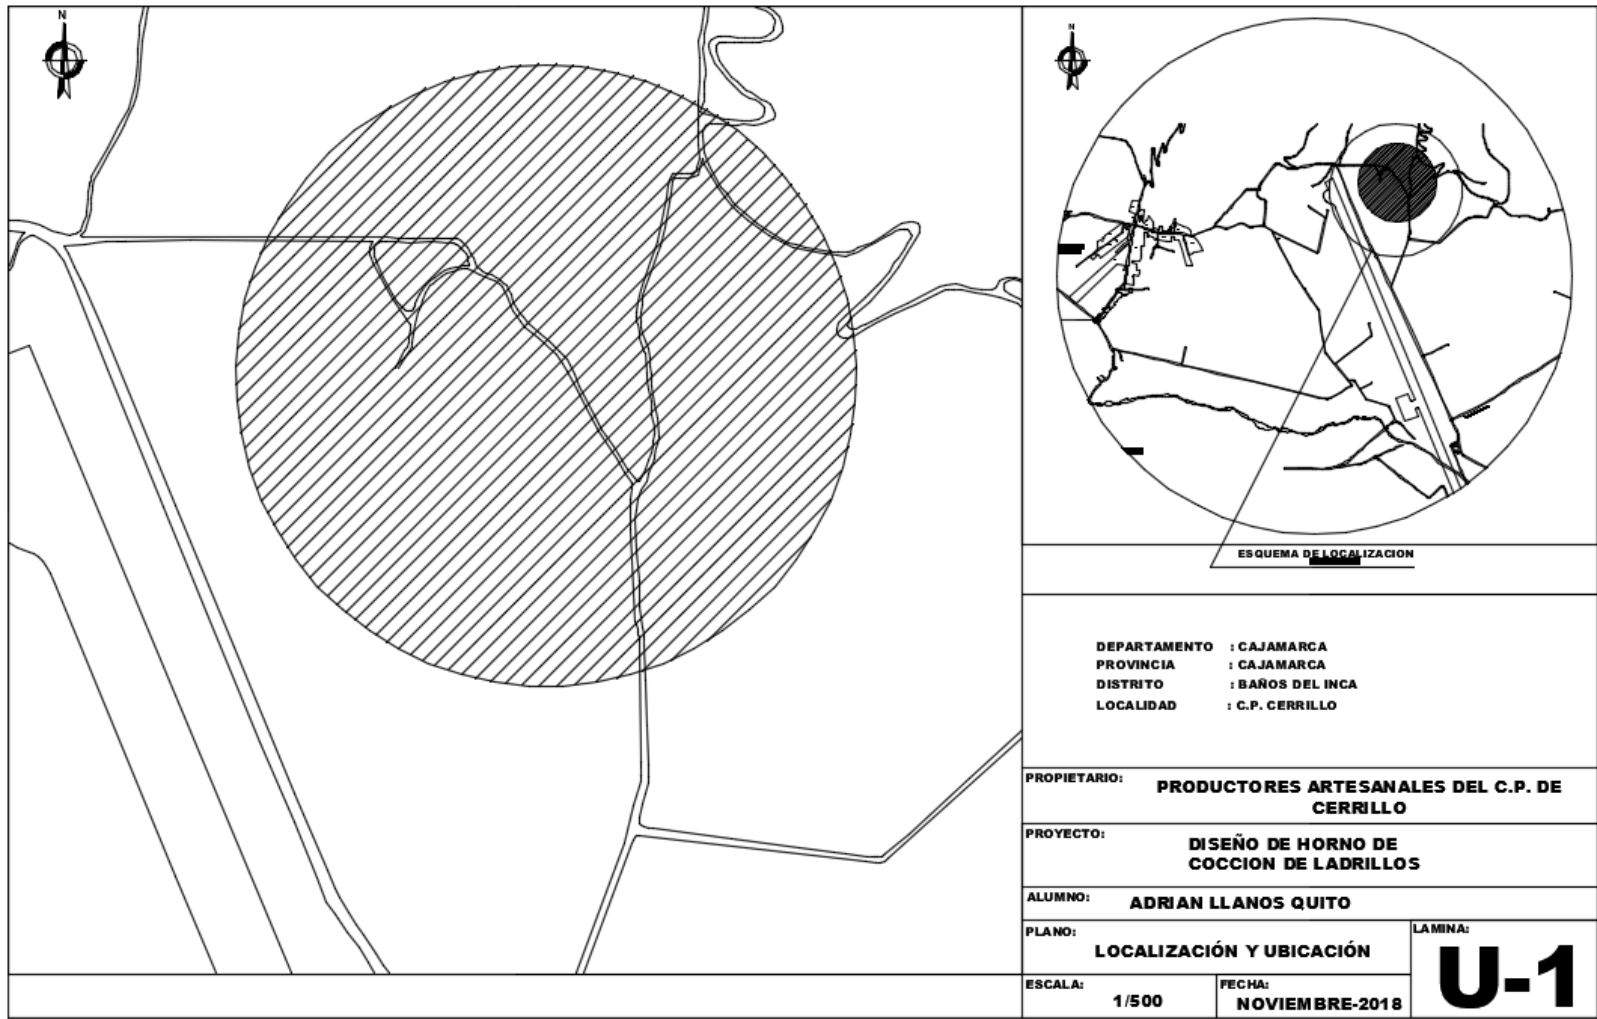 N
N
ESQUEMA DE LOCALIZACION
DEPARTAMENTO : CAJAMARCA
PROVINCIA : CAJAMARCA
DISTRITO : BAÑOS DEL INCA
LOCALIDAD : C.P. CERRILLO
PROPIETARIO: PRODUCTORES ARTESANALES DEL C.P. DE
CERRILLO
PROYECTO: DISEÑO DE HORNO DE
COCCION DE LADRILLOS
ALUMNO: ADRIAN LLANOS QUITO
PLANO: LOCALIZACIÓN Y UBICACIÓN
LAMINA: U-1
ESCALA: 1/500
FECHA: NOVIEMBRE-2018